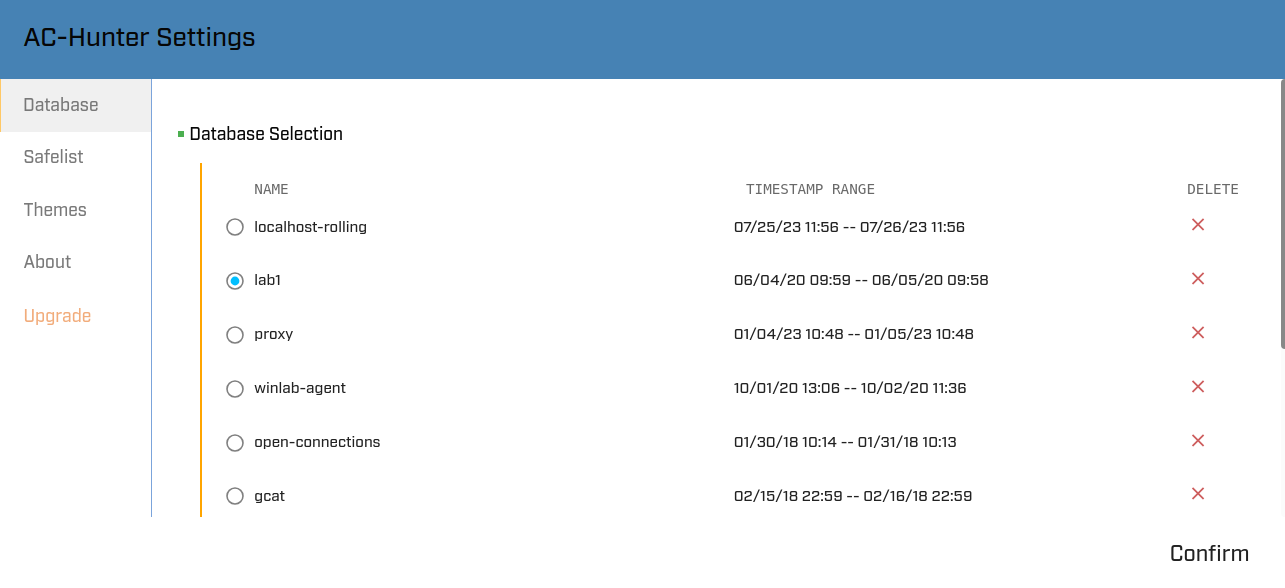 AC-Hunter Settings
Database
Safelist
Themes
About
Upgrade
Database Selection
NAME TIMESTAMP RANGE DELETE
localhost-rolling 07/25/23 11:56 -- 07/26/23 11:56
lab1 06/04/20 09:59 -- 06/05/20 09:58
proxy 01/04/23 10:48 -- 01/05/23 10:48
winlab-agent 10/01/20 13:06 -- 10/02/20 11:36
open-connections 01/30/18 10:14 -- 01/31/18 10:13
gcat 02/15/18 22:59 -- 02/16/18 22:59
Confirm